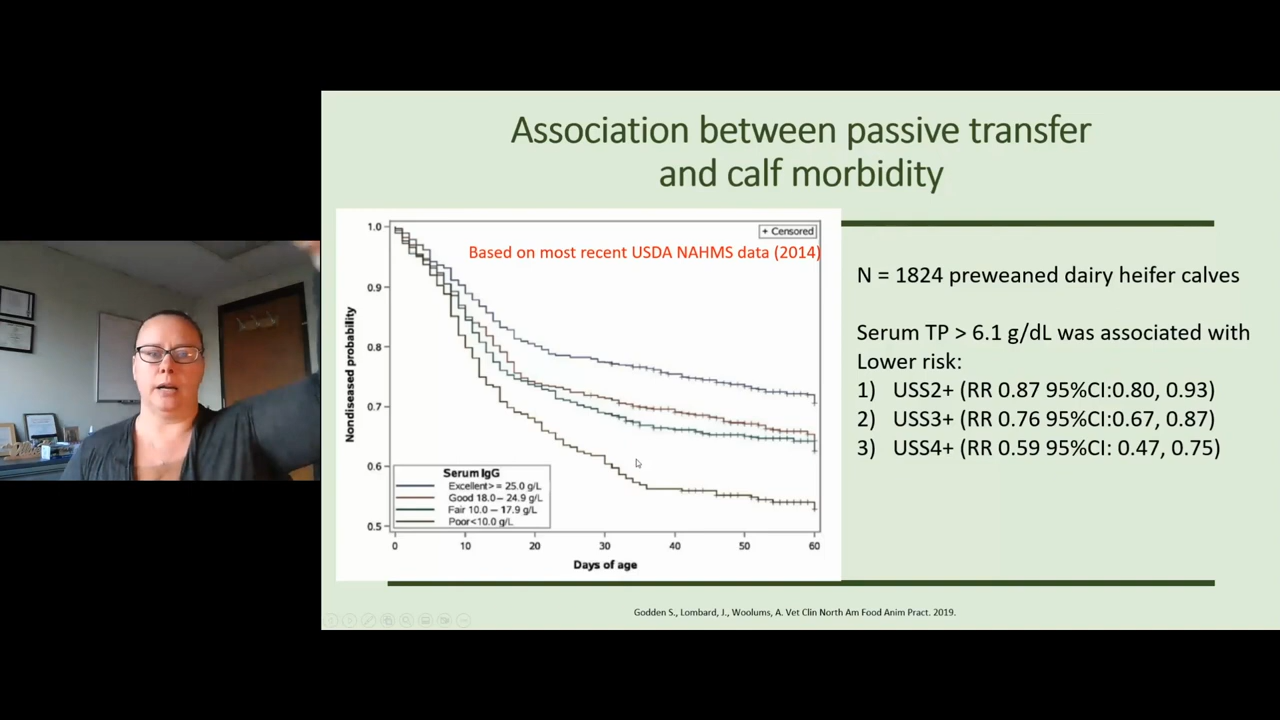 Association between passive transfer
and calf morbidity
+ Censored
Based on most recent USDA NAHMS data (2014)
1.0
0.9
0.8
0.7
0.6
0.5
Nondiseased probability
Serum IgG
Excellent>= 25.0 g/L
Good 18.0– 24.9 g/L
Fair 10.0 – 17.9 g/L
Poor<10.0 g/L
0 10 20 30 40 50 60
Days of age
N = 1824 preweaned dairy heifer calves
Serum TP > 6.1 g/dL was associated with
Lower risk:
1) USS2+ (RR 0.87 95%CI:0.80, 0.93)
2) USS3+ (RR 0.76 95%CI:0.67, 0.87)
3) USS4+ (RR 0.59 95%CI: 0.47, 0.75)
Godden S., Lombard, J., Woolums, A. Vet Clin North Am Food Anim Pract. 2019.